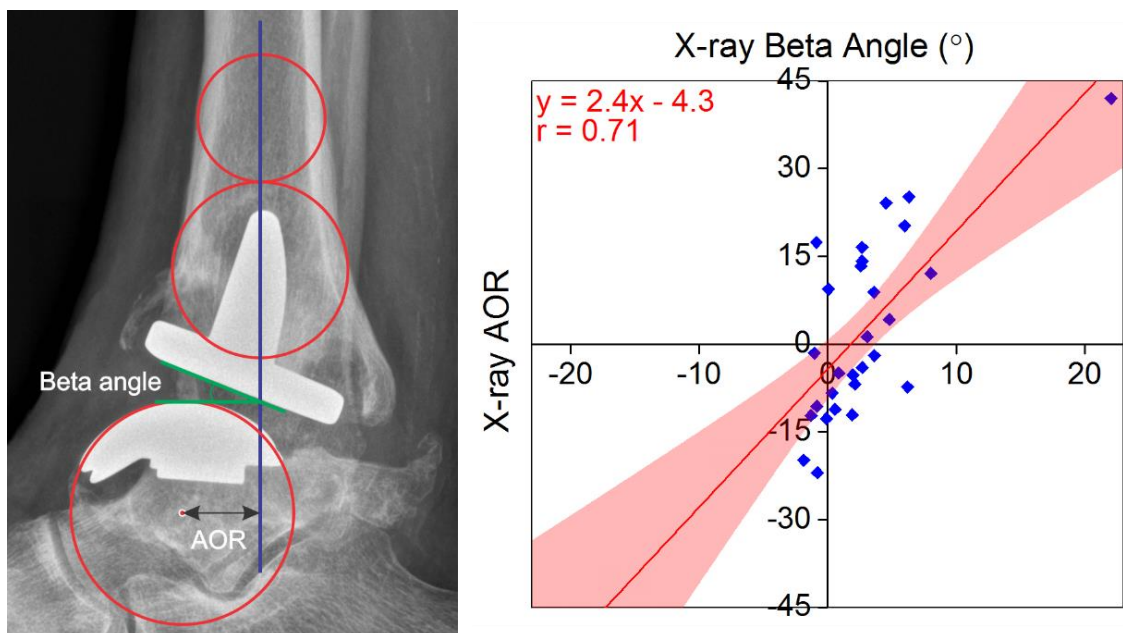 Beta angle
AOR
X-ray Beta Angle (°)
y = 2.4x - 4.3
r = 0.71
X-ray AOR
45
30
15
0
-15
-30
-45
-20
-10
0
10
20